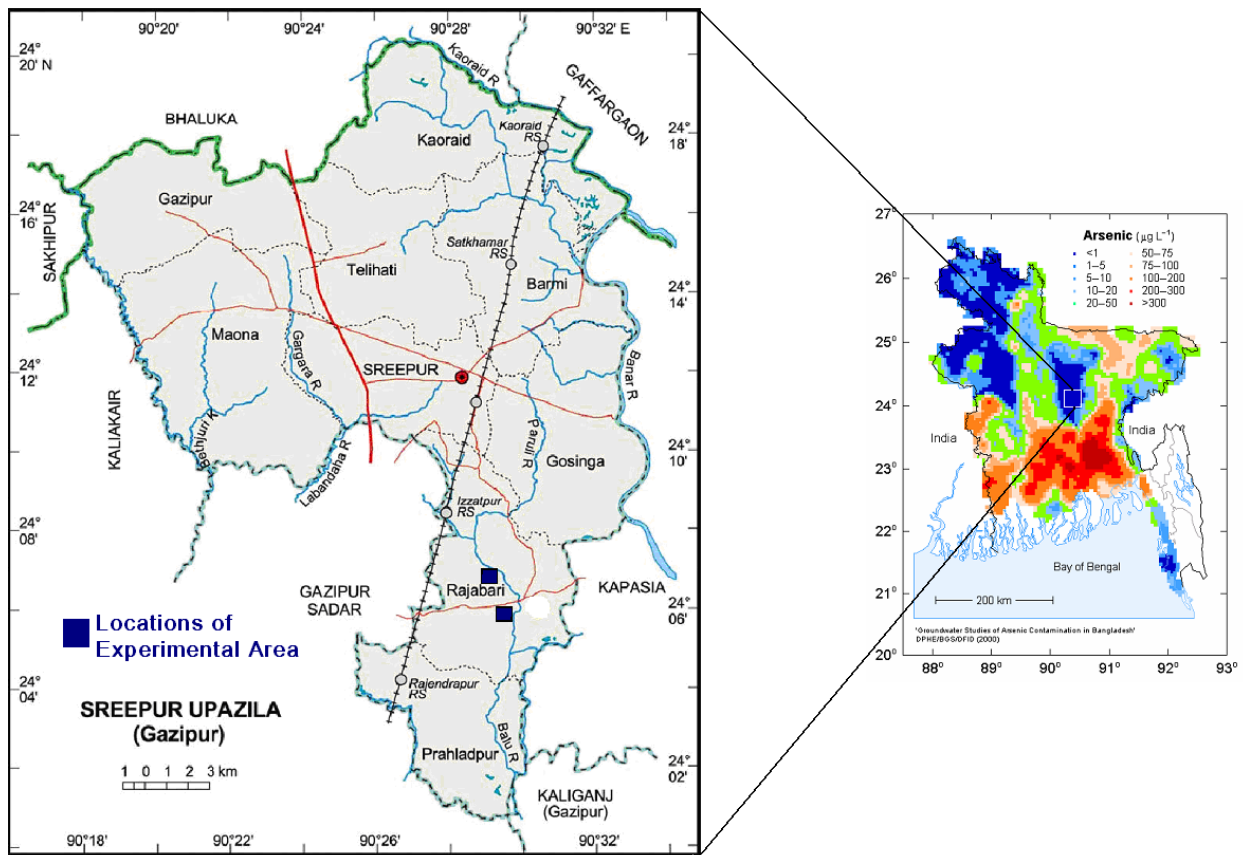 90°20'
90°24'
90°28'
90°32' E
24°
20' N
24°
18'
24°
16'
24°
14'
24°
12'
24°
10'
24°
08'
24°
06'
24°
04'
24°
02'
90°18'
90°22'
90°26'
90°32'
BHALUKA
GAFFARGAON
SAKHIPUR
KALIAKAIR
GAZIPUR
SADAR
KAPASIA
KALIGANJ
(Gazipur)
Kaoraid R
Kaoraid
Kaoraid
RS
Gazipur
Satkhamar
RS
Telihati
Barmi
Maona
Gargara R
SREEPUR
Banar R
Paruli R
Gosinga
Labandana R
Izzatpur
RS
Rajabari
Rajendrapur
RS
Balu R
Prahladpur
Locations of
Experimental Area
SREEPUR UPAZILA
(Gazipur)
1 0 1 2 3 km
27°
26°
25°
24°
23°
22°
21°
20°
88°
89°
90°
91°
92°
93°
Arsenic (µg L⁻¹)
<1
1–5
5–10
10–20
20–50
50–75
75–100
100–200
200–300
>300
India
India
Bay of Bengal
200 km
'Groundwater Studies of Arsenic Contamination in Bangladesh'
DPHE/BGS/DFID (2000)